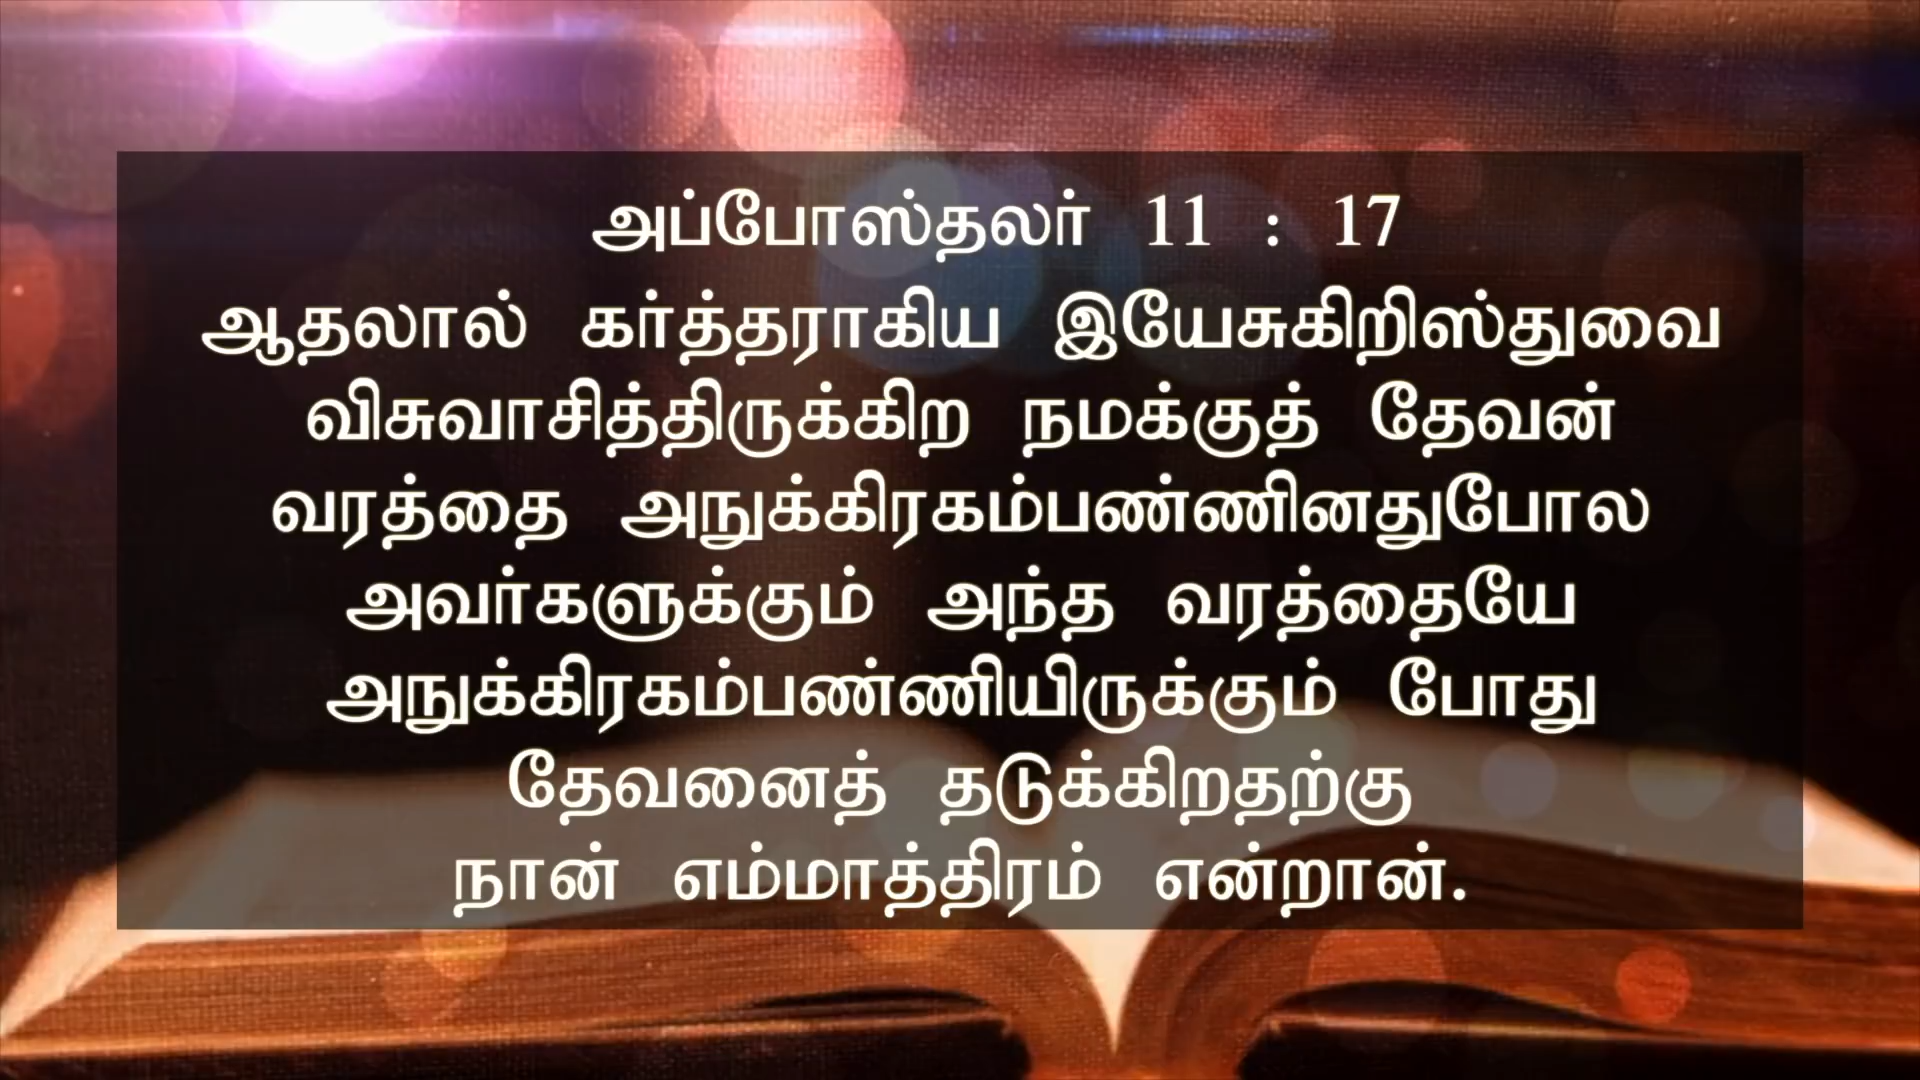 அப்போஸ்தலர் 11 : 17
ஆதலால் கர்த்தராகிய இயேசுகிறிஸ்துவை
விசுவாசித்திருக்கிற நமக்குத் தேவன்
வரத்தை அநுக்கிரகம்பண்ணினதுபோல
அவர்களுக்கும் அந்த வரத்தையே
அநுக்கிரகம்பண்ணியிருக்கும் போது
தேவனைத் தடுக்கிறதற்கு
நான் எம்மாத்திரம் என்றான்.